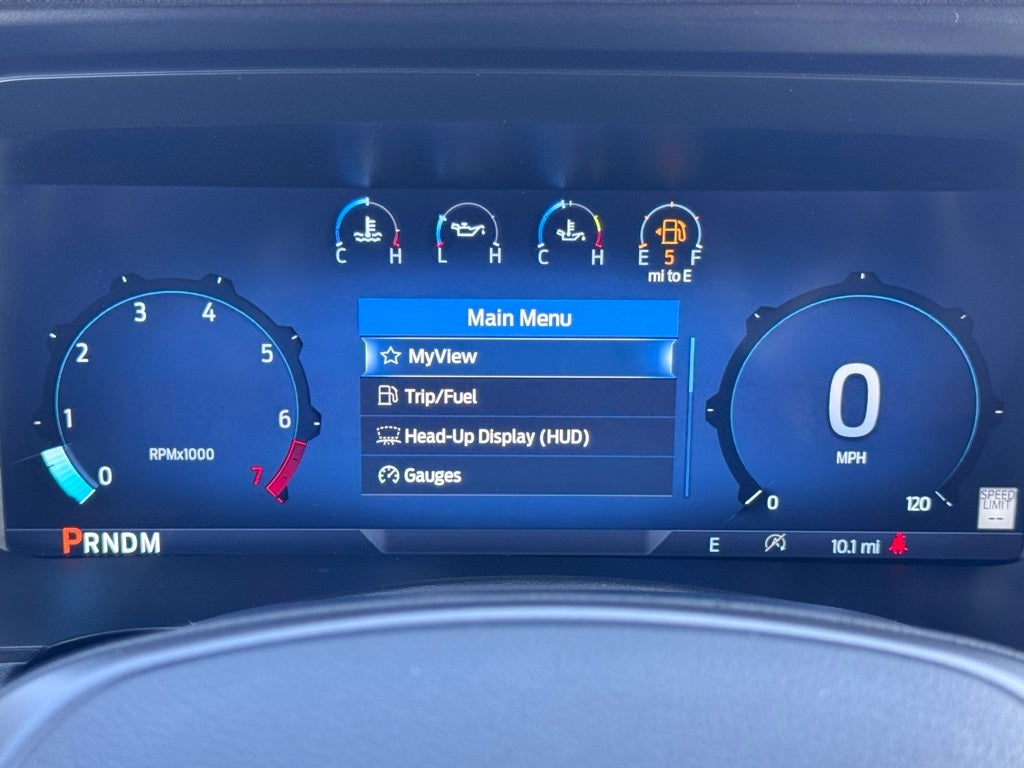 C H
L H
C H
E 5 F
mi to E
Main Menu
MyView
Trip/Fuel
Head-Up Display (HUD)
Gauges
0
1
2
3
4
5
6
7
RPMx1000
0
MPH
0
120
SPEED
LIMIT
--
PRNDM
E
10.1 mi